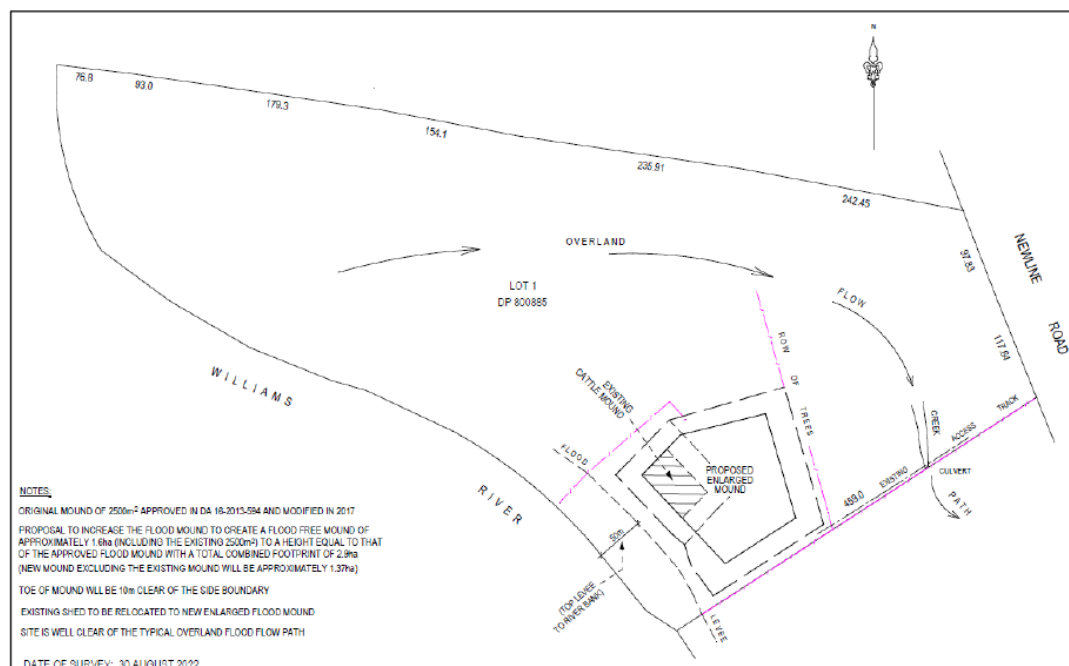 N
76.8
93.0
179.3
154.1
235.91
242.45
97.83
NEWLINE
ROAD
117.64
OVERLAND
FLOW
PATH
LOT 1
DP 800885
WILLIAMS
RIVER
ROW OF TREES
EXISTING
CATTLE MOUND
PROPOSED
ENLARGED
MOUND
FLOOD
LEVEE
50m
(TOP LEVEE
TO RIVER BANK)
CREEK
CULVERT
EXISTING ACCESS TRACK
489.0
NOTES:
ORIGINAL MOUND OF 2500m² APPROVED IN DA 16-2013-594 AND MODIFIED IN 2017
PROPOSAL TO INCREASE THE FLOOD MOUND TO CREATE A FLOOD FREE MOUND OF
APPROXIMATELY 1.6ha (INCLUDING THE EXISTING 2500m²) TO A HEIGHT EQUAL TO THAT
OF THE APPROVED FLOOD MOUND WITH A TOTAL COMBINED FOOTPRINT OF 2.9ha
(NEW MOUND EXCLUDING THE EXISTING MOUND WILL BE APPROXIMATELY 1.37ha)
TOE OF MOUND WILL BE 10m CLEAR OF THE SIDE BOUNDARY
EXISTING SHED TO BE RELOCATED TO NEW ENLARGED FLOOD MOUND
SITE IS WELL CLEAR OF THE TYPICAL OVERLAND FLOOD FLOW PATH
DATE OF SURVEY: 30 AUGUST 2022